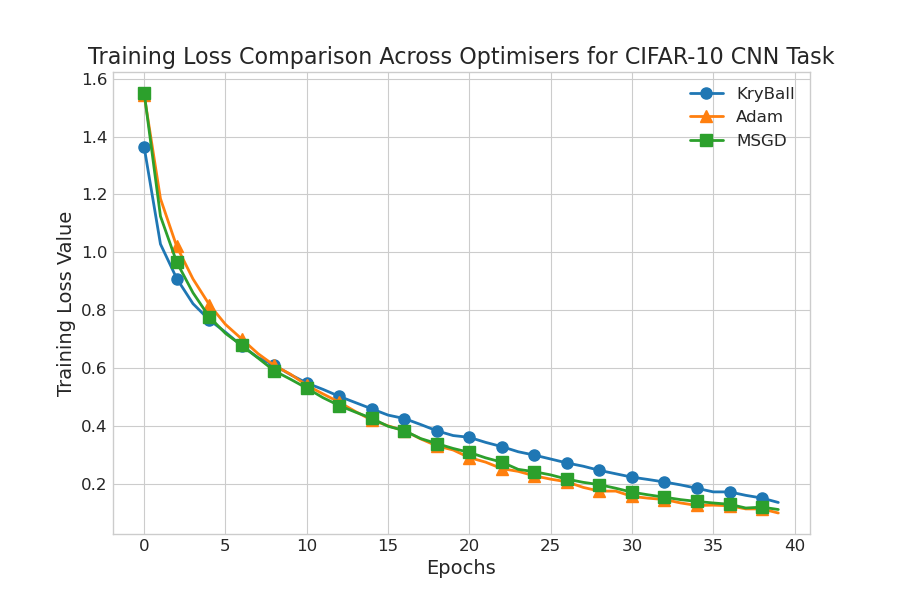 Training Loss Comparison Across Optimisers for CIFAR-10 CNN Task
KryBall
Adam
MSGD
Training Loss Value
1.6
1.4
1.2
1.0
0.8
0.6
0.4
0.2
0 5 10 15 20 25 30 35 40
Epochs